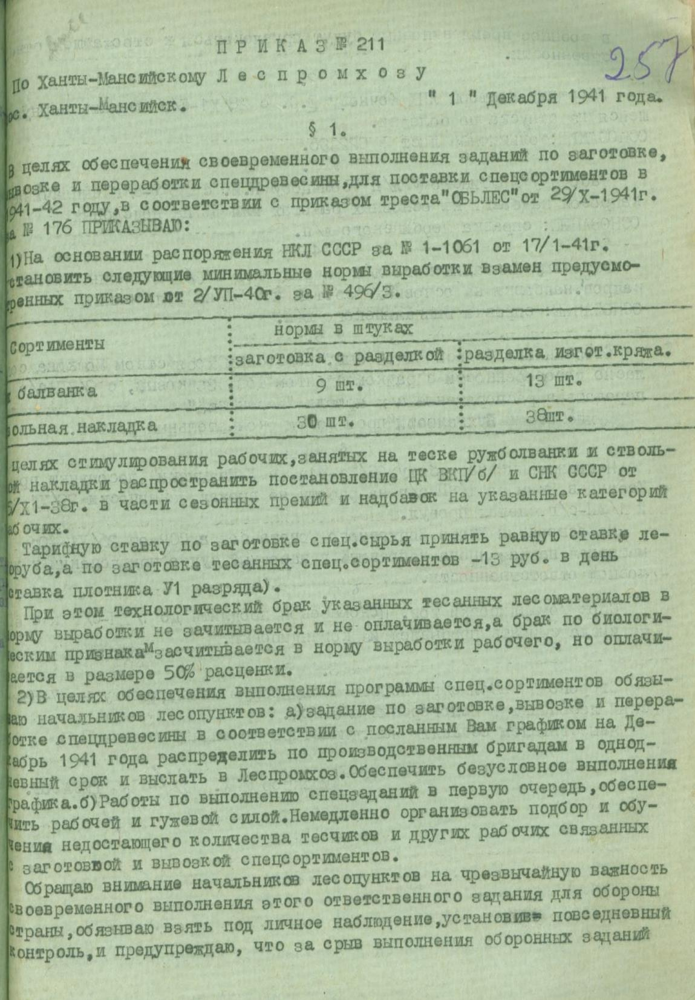 П Р И К А З № 211
257
По Ханты-Мансийскому Л е с п р о м х о з у
ос. Ханты-Мансийск. " 1 " Декабря 1941 года.
§ 1.
В целях обеспечения своевременного выполнения заданий по заготовке,
ывозке и переработки спецдревесины,для поставки спецсортиментов в
1941-42 году,в соответствии с приказом треста"ОБЬЛЕС"от 29/X-1941г.
за № 176 ПРИКАЗЫВАЮ:
1)На основании распоряжения НКЛ СССР за № 1-1061 от 17/1-41г.
установить следующие минимальные нормы выработки взамен предусмо-
тренных приказом от 2/УП-40г. за № 496/3.
Сортименты нормы в штуках
заготовка с разделкой разделка изгот.кряжа.
балванка 9 шт. 13 шт.
вольная накладка 30 шт. 38шт.
целях стимулирования рабочих,занятых на теске ружболванки и стволь-
ой накладки распространить постановление ЦК ВКП/б/ и СНК СССР от
5/X1-38г. в части сезонных премий и надбавок на указанные категорий
абочих.
Тарифную ставку по заготовке спец.сырья принять равную ставке ле-
оруба,а по заготовке тесанных спец.сортиментов -13 руб. в день
ставка плотника У1 разряда).
При этом технологический брак указанных тесанных лесоматериалов в
орму выработки не зачитывается и не оплачивается,а брак по биологи-
еским признакам засчитывается в норму выработки рабочего, но оплачи-
ается в размере 50% расценки.
2)В целях обеспечения выполнения программы спец.сортиментов обязы-
ваю начальников лесопунктов: а)задание по заготовке,вывозке и перера-
ботке спецдревесины в соответствии с посланным Вам графиком на Де-
кабрь 1941 года распределить по производственным бригадам в однод-
невный срок и выслать в Леспромхоз.Обеспечить безусловное выполнения
графика.б)Работы по выполнению спецзаданий в первую очередь,обеспе-
чить рабочей и гужевой силой.Немедленно организовать подбор и обу-
чения недостающего количества тесчиков и других рабочих связанных
с заготовкой и вывозкой спецсортиментов.
Обращаю внимание начальников лесопунктов на чрезвычайную важность
своевременного выполнения этого ответственного задания для обороны
страны,обязываю взять под личное наблюдение,установив повседневный
контроль,и предупреждаю, что за срыв выполнения оборонных заданий